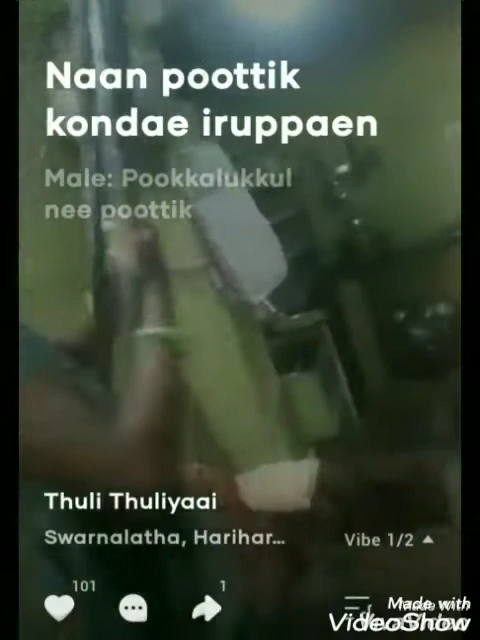 Naan poottik
kondae iruppaen
Male: Pookkalukkul
nee poottik
Thuli Thuliyaai
Swarnalatha, Harihar...
Vibe 1/2
101
1
Made with
VideoShow